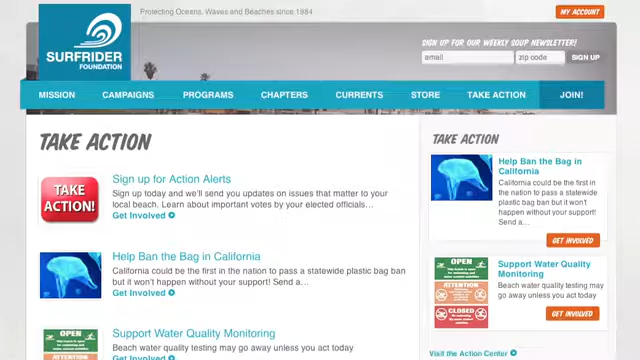 Protecting Oceans, Waves and Beaches since 1984
MY ACCOUNT
SURFRIDER
FOUNDATION
SIGN UP FOR OUR WEEKLY SOUP NEWSLETTER!
email
zip code
SIGN UP
MISSION
CAMPAIGNS
PROGRAMS
CHAPTERS
CURRENTS
STORE
TAKE ACTION
JOIN!
TAKE ACTION
TAKE
ACTION!
Sign up for Action Alerts
Sign up today and we'll send you updates on issues that matter to your
local beach. Learn about important votes by your elected officials…
Get Involved
Help Ban the Bag in California
California could be the first in the nation to pass a statewide plastic bag ban
but it won't happen without your support! Send a…
Get Involved
OPEN
ATTENTION
Support Water Quality Monitoring
Beach water quality testing may go away unless you act today
Get Involved
TAKE ACTION
Help Ban the Bag in
California
California could be the first in
the nation to pass a statewide
plastic bag ban but it won't
happen without your support!
Send a…
GET INVOLVED
OPEN
ATTENTION
CLOSED
Support Water Quality
Monitoring
Beach water quality testing may
go away unless you act today
GET INVOLVED
Visit the Action Center